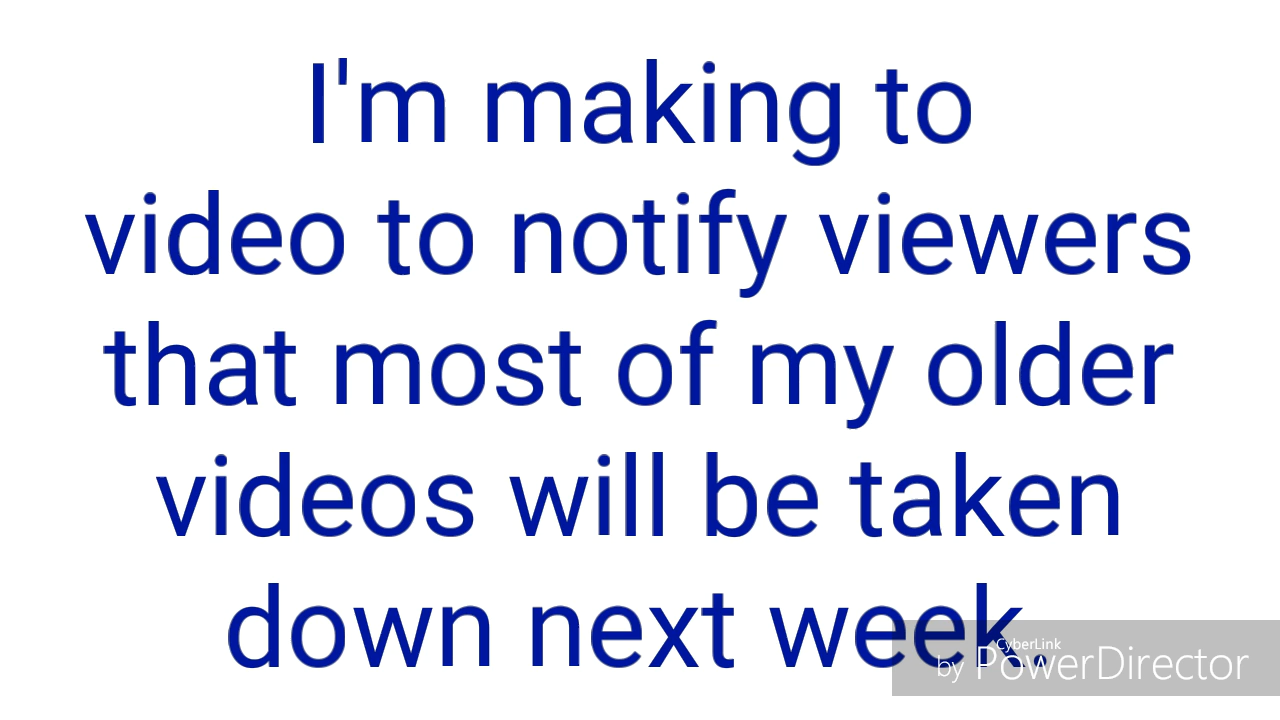 I'm making to
video to notify viewers
that most of my older
videos will be taken
down next week.
CyberLink
by PowerDirector